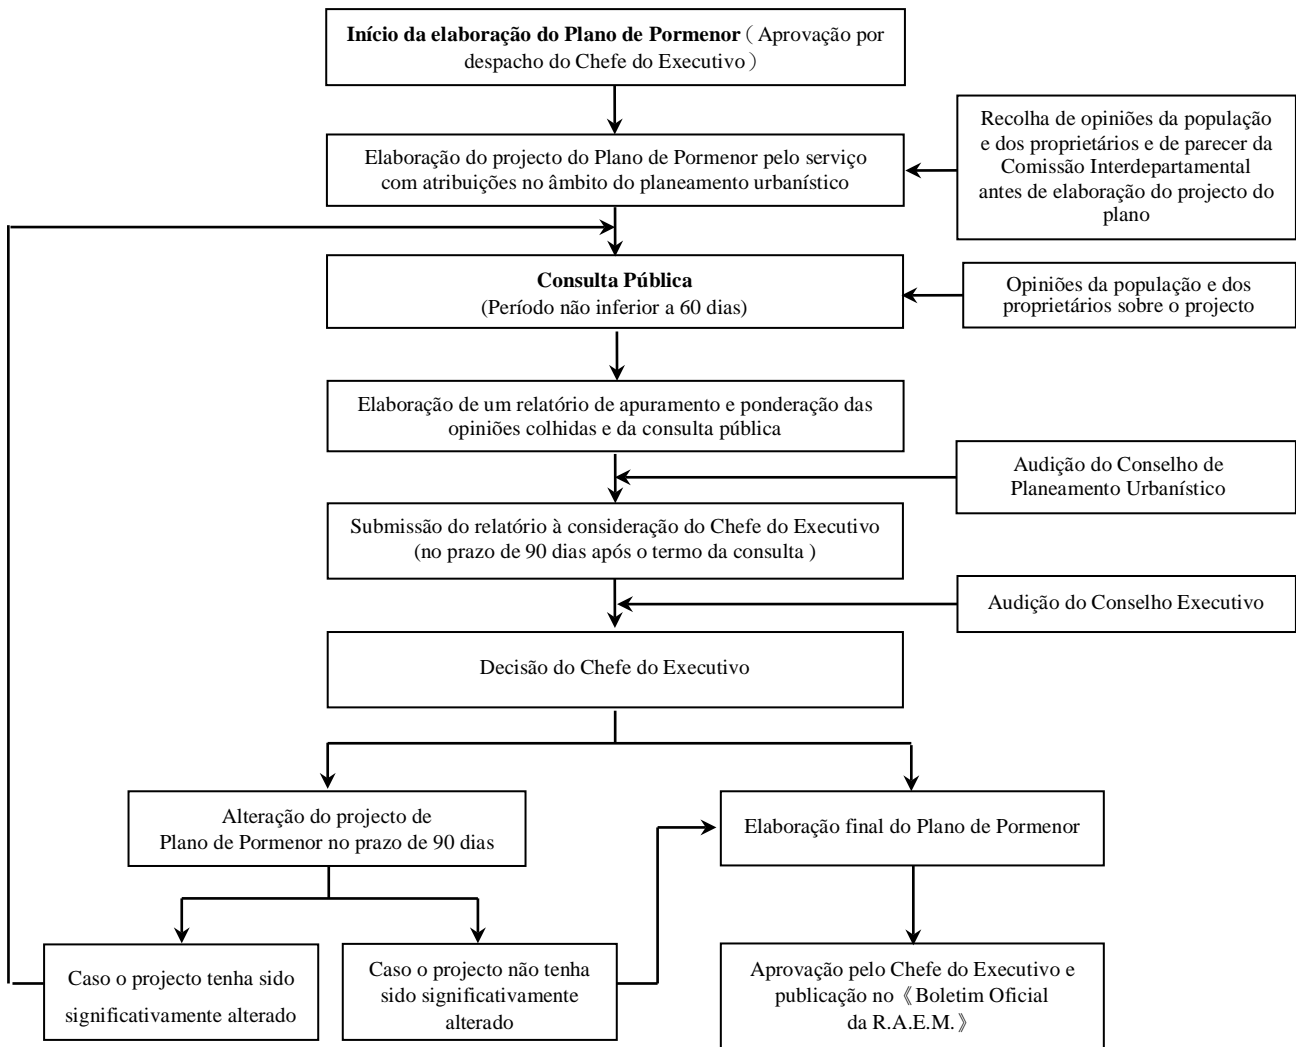 Início da elaboração do Plano de Pormenor（Aprovação por
despacho do Chefe do Executivo）
Elaboração do projecto do Plano de Pormenor pelo serviço
com atribuições no âmbito do planeamento urbanístico
Recolha de opiniões da população
e dos proprietários e de parecer da
Comissão Interdepartamental
antes de elaboração do projecto do
plano
Consulta Pública
(Período não inferior a 60 dias)
Opiniões da população e dos
proprietários sobre o projecto
Elaboração de um relatório de apuramento e ponderação das
opiniões colhidas e da consulta pública
Audição do Conselho de
Planeamento Urbanístico
Submissão do relatório à consideração do Chefe do Executivo
(no prazo de 90 dias após o termo da consulta )
Audição do Conselho Executivo
Decisão do Chefe do Executivo
Alteração do projecto de
Plano de Pormenor no prazo de 90 dias
Elaboração final do Plano de Pormenor
Caso o projecto tenha sido
significativamente alterado
Caso o projecto não tenha
sido significativamente
alterado
Aprovação pelo Chefe do Executivo e
publicação no《Boletim Oficial
da R.A.E.M.》